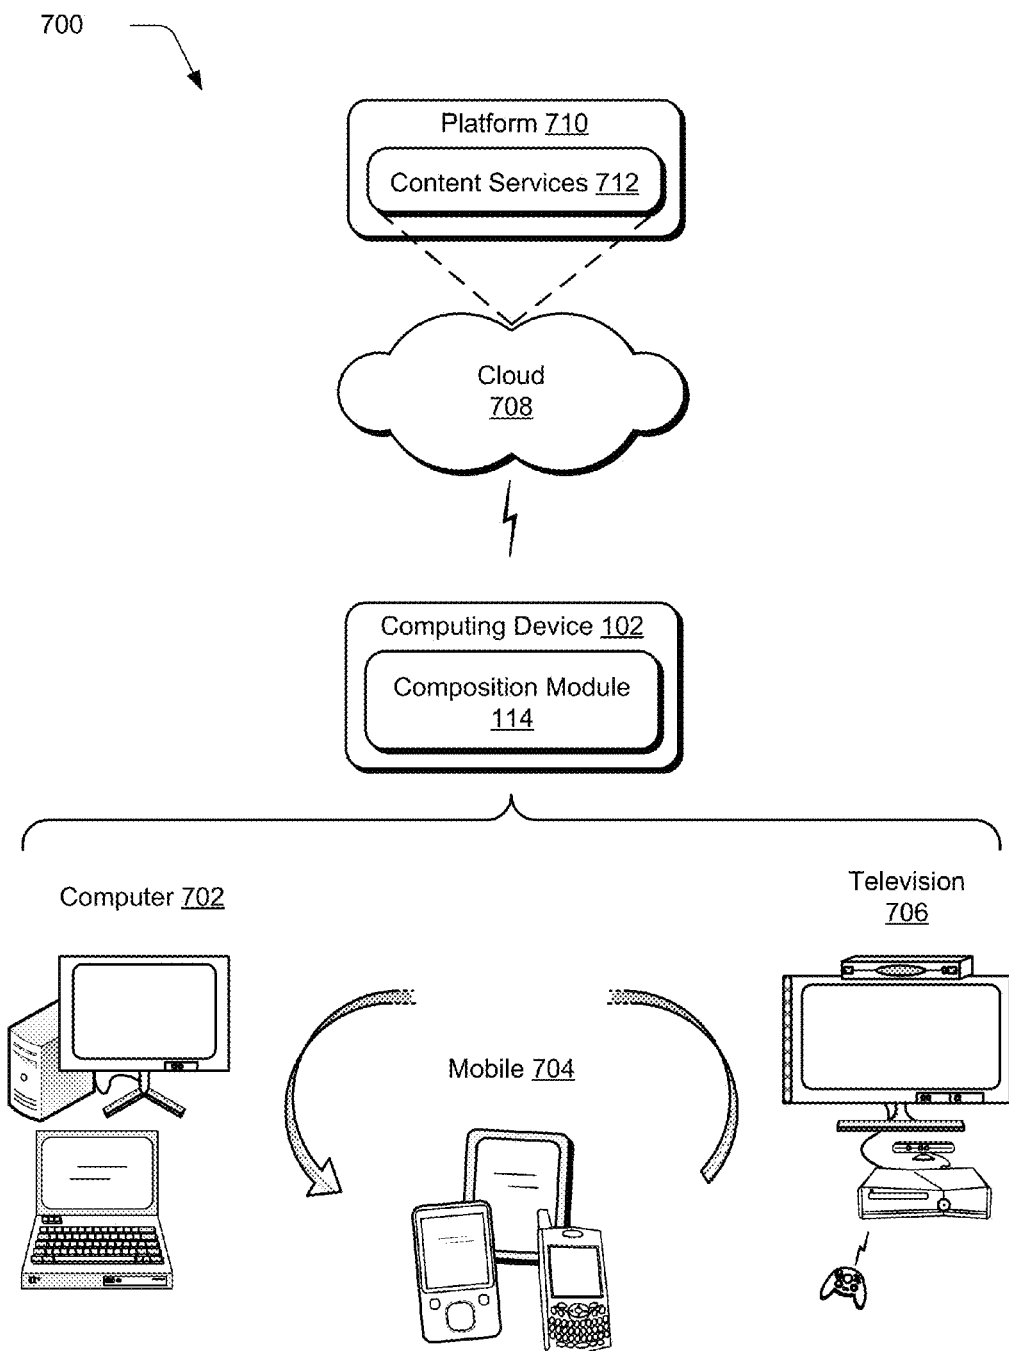 700
Platform 710
Content Services 712
Cloud
708
Computing Device 102
Composition Module
114
Computer 702
Television
706
Mobile 704